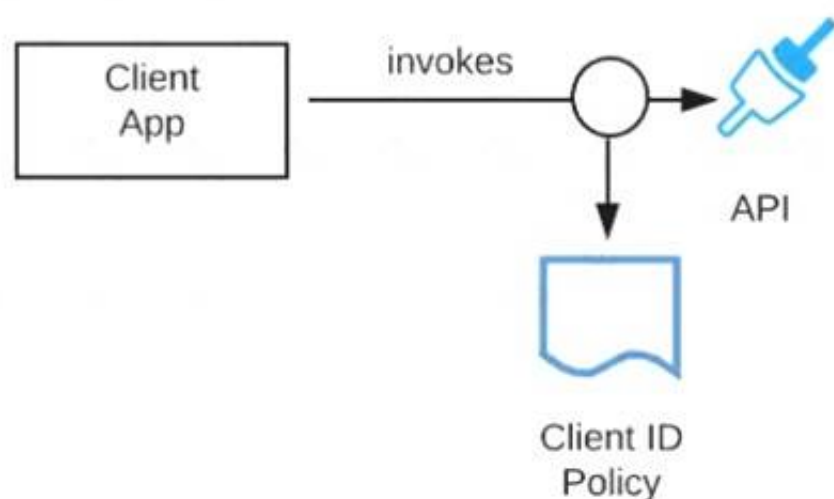 Client
App
invokes
API
Client ID
Policy